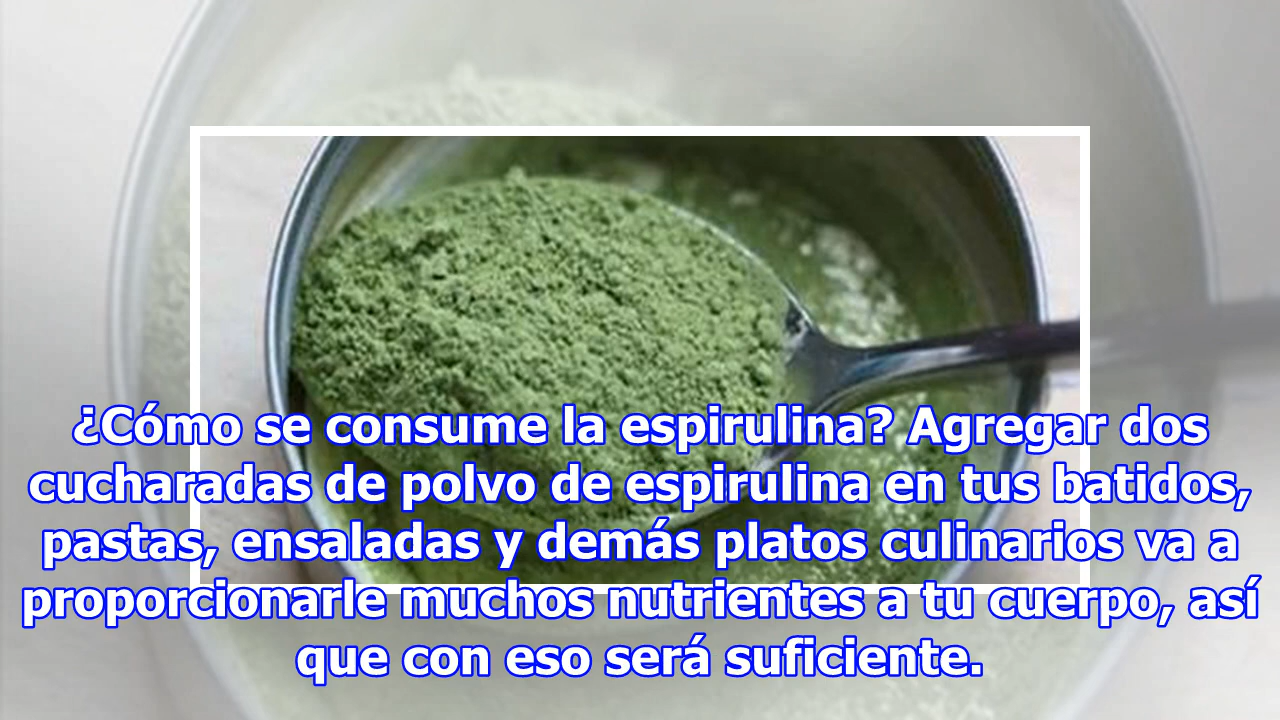 ¿Cómo se consume la espirulina? Agregar dos
cucharadas de polvo de espirulina en tus batidos,
pastas, ensaladas y demás platos culinarios va a
proporcionarle muchos nutrientes a tu cuerpo, así
que con eso será suficiente.